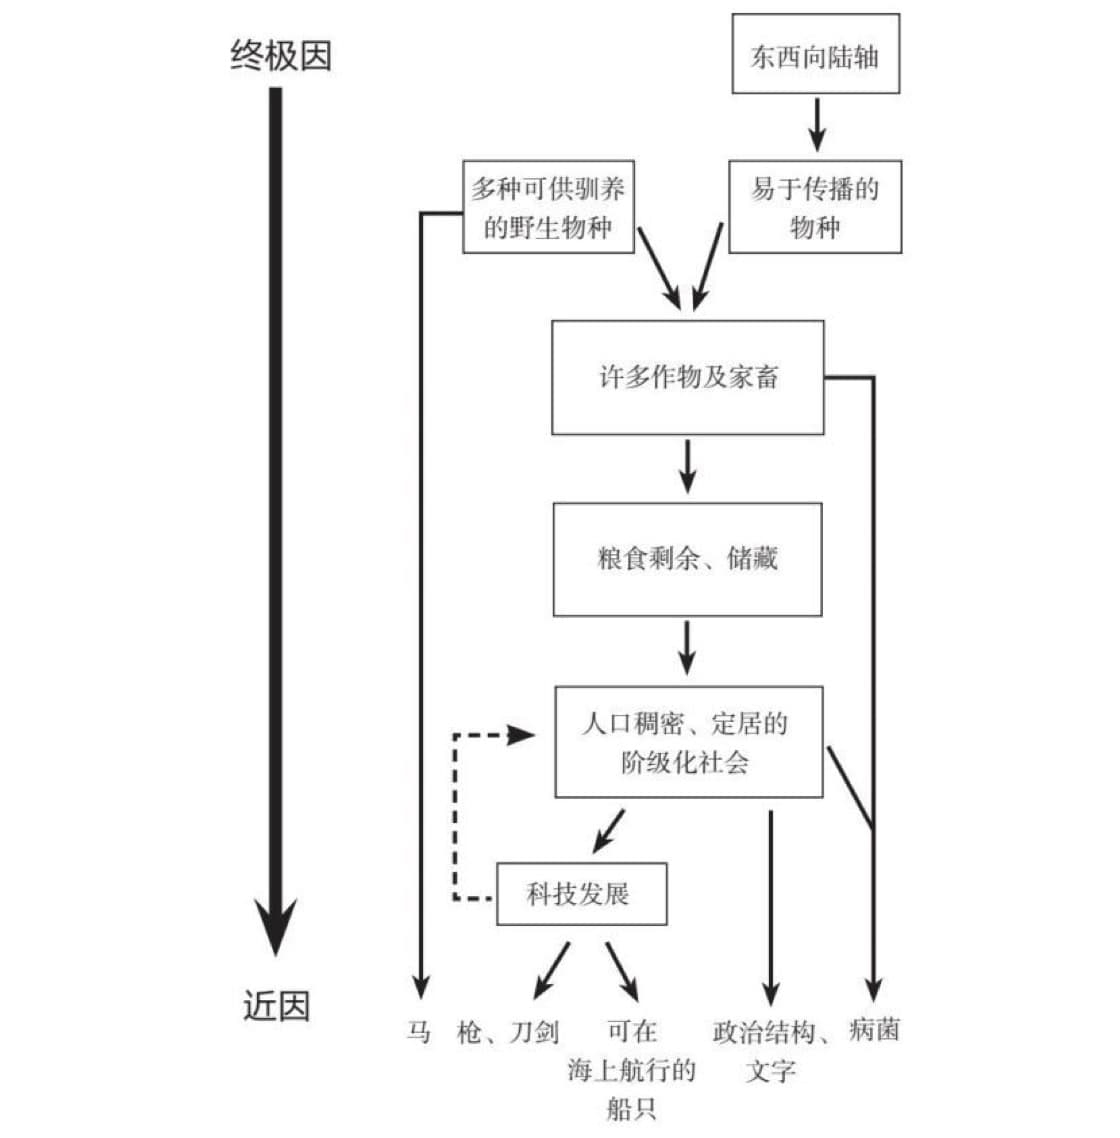 终极因
东西向陆轴
多种可供驯养
的野生物种
易于传播的
物种
许多作物及家畜
粮食剩余、储藏
人口稠密、定居的
阶级化社会
科技发展
近因
马
枪、刀剑
可在
海上航行的
船只
政治结构、
文字
病菌